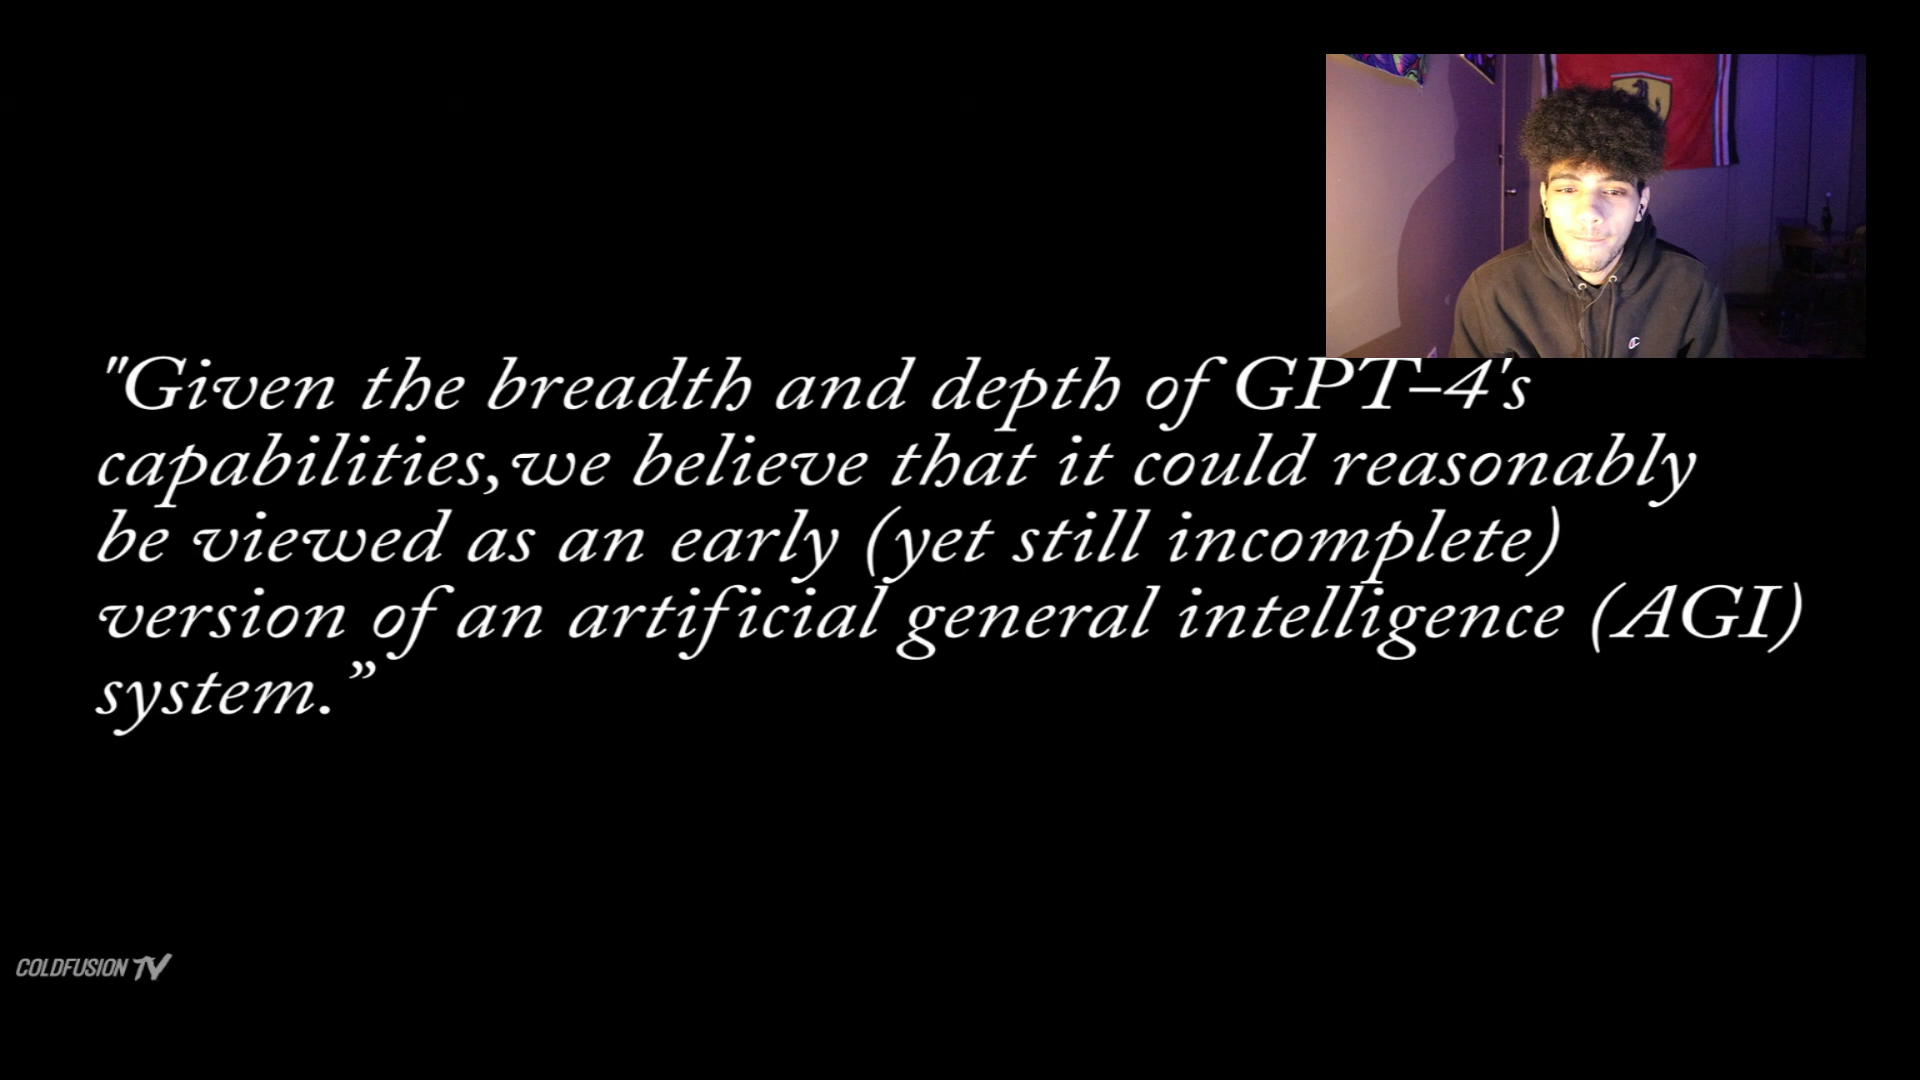 "Given the breadth and depth of GPT-4's
capabilities,we believe that it could reasonably
be viewed as an early (yet still incomplete)
version of an artificial general intelligence (AGI)
system.”
COLDFUSION TV